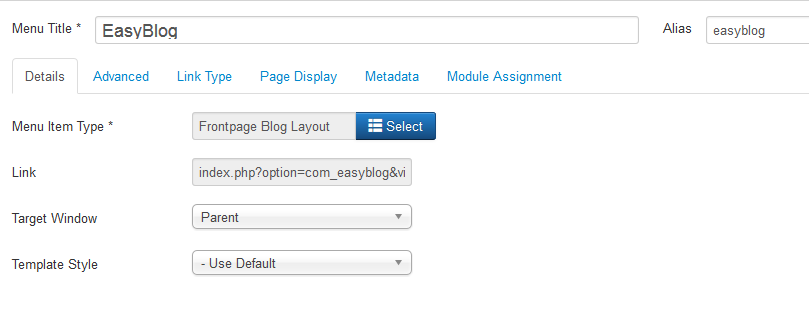 Menu Title * EasyBlog Alias easyblog
Details Advanced Link Type Page Display Metadata Module Assignment
Menu Item Type * Frontpage Blog Layout Select
Link index.php?option=com_easyblog&vi
Target Window Parent
Template Style - Use Default